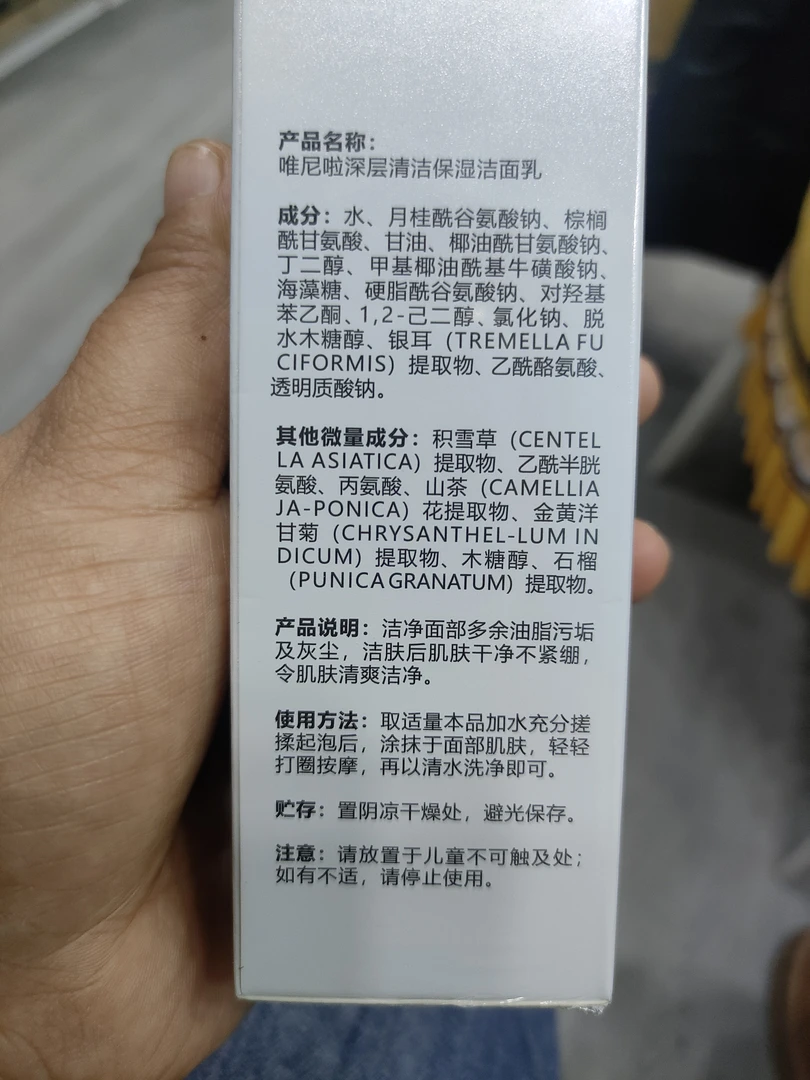 产品名称：
唯尼啦深层清洁保湿洁面乳
成分：水、月桂酰谷氨酸钠、棕榈
酰甘氨酸、甘油、椰油酰甘氨酸钠、
丁二醇、甲基椰油酰基牛磺酸钠、
海藻糖、硬脂酰谷氨酸钠、对羟基
苯乙酮、1,2-己二醇、氯化钠、脱
水木糖醇、银耳（TREMELLA FU
CIFORMIS）提取物、乙酰酪氨酸、
透明质酸钠。
其他微量成分：积雪草（CENTEL
LA ASIATICA）提取物、乙酰半胱
氨酸、丙氨酸、山茶（CAMELLIA
JA-PONICA）花提取物、金黄洋
甘菊（CHRYSANTHEL-LUM IN
DICUM）提取物、木糖醇、石榴
（PUNICA GRANATUM）提取物。
产品说明：洁净面部多余油脂污垢
及灰尘，洁肤后肌肤干净不紧绷，
令肌肤清爽洁净。
使用方法：取适量本品加水充分搓
揉起泡后，涂抹于面部肌肤，轻轻
打圈按摩，再以清水洗净即可。
贮存：置阴凉干燥处，避光保存。
注意：请放置于儿童不可触及处；
如有不适，请停止使用。